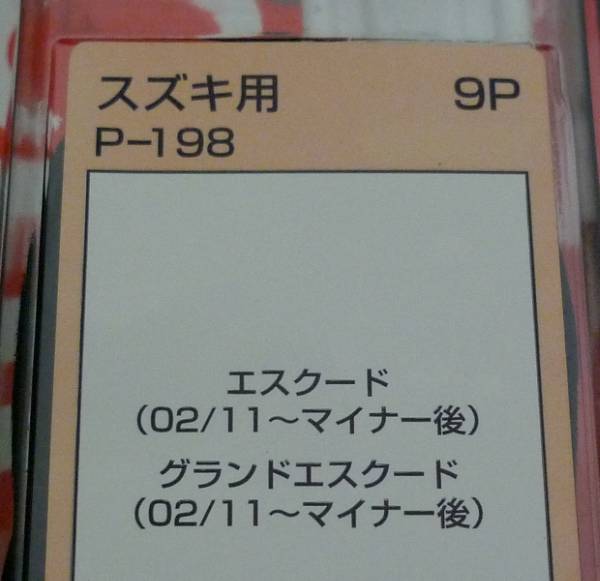 スズキ用 9P
P-198
エスクード
(02/11〜マイナー後)
グランドエスクード
(02/11〜マイナー後)